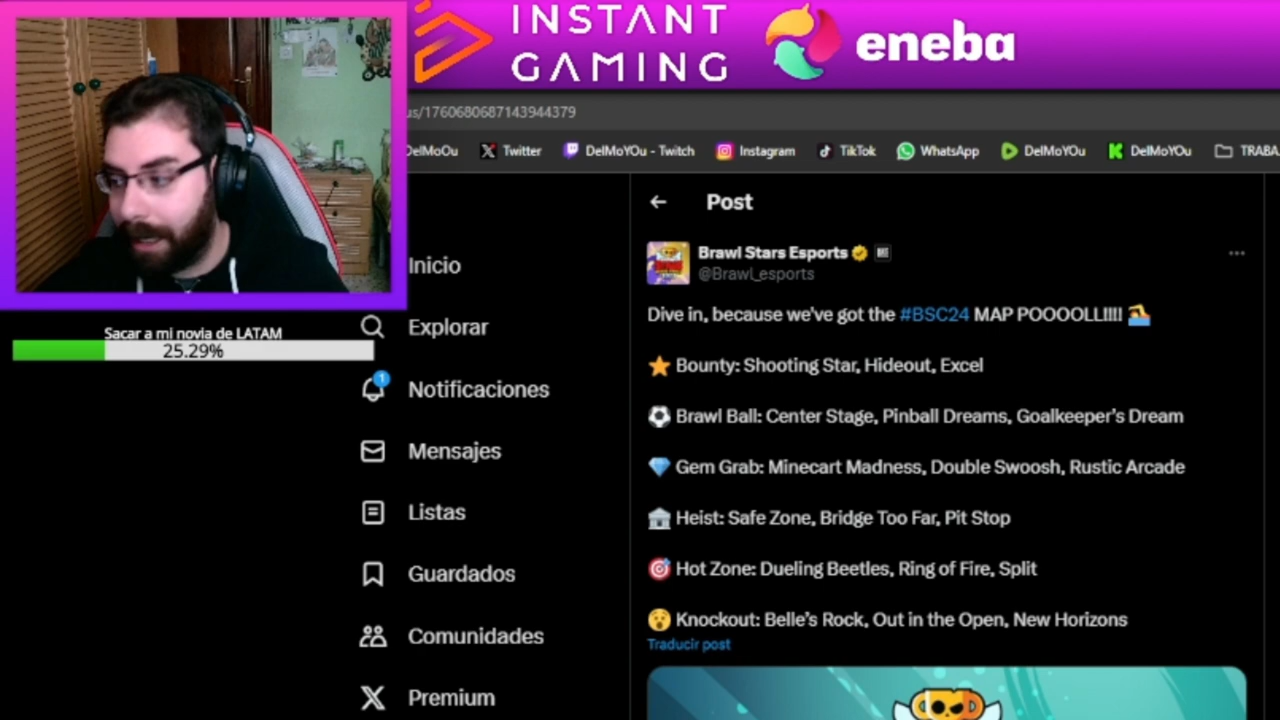 INSTANT
GAMING
eneba
us/1760680687143944379
DelMoOu
Twitter
DelMoYOu - Twitch
Instagram
TikTok
WhatsApp
DelMoYOu
DelMoYOu
TRABA
Post
Brawl Stars Esports
@Brawl_esports
Dive in, because we've got the #BSC24 MAP POOOOLL!!!! 🏊
⭐ Bounty: Shooting Star, Hideout, Excel
⚽ Brawl Ball: Center Stage, Pinball Dreams, Goalkeeper's Dream
💎 Gem Grab: Minecart Madness, Double Swoosh, Rustic Arcade
🏛️ Heist: Safe Zone, Bridge Too Far, Pit Stop
🎯 Hot Zone: Dueling Beetles, Ring of Fire, Split
😯 Knockout: Belle's Rock, Out in the Open, New Horizons
Traducir post
Inicio
Explorar
1
Notificaciones
Mensajes
Listas
Guardados
Comunidades
Premium
Sacar a mi novia de LATAM
25.29%